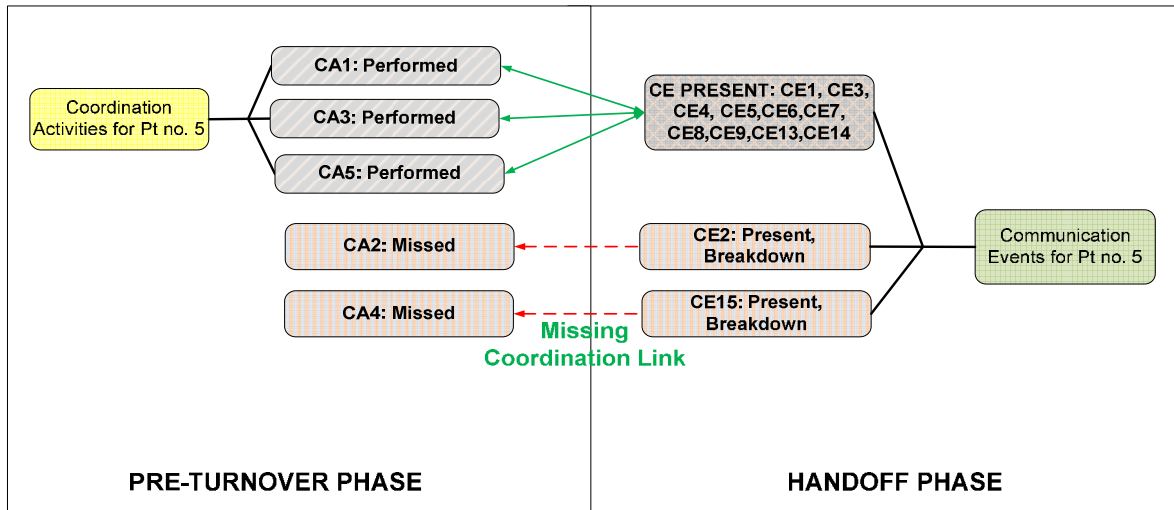 Coordination
Activities for Pt no. 5
CA1: Performed
CA3: Performed
CA5: Performed
CA2: Missed
CA4: Missed
CE PRESENT: CE1, CE3,
CE4, CE5,CE6,CE7,
CE8,CE9,CE13,CE14
CE2: Present,
Breakdown
CE15: Present,
Breakdown
Communication
Events for Pt no. 5
Missing
Coordination Link
PRE-TURNOVER PHASE
HANDOFF PHASE